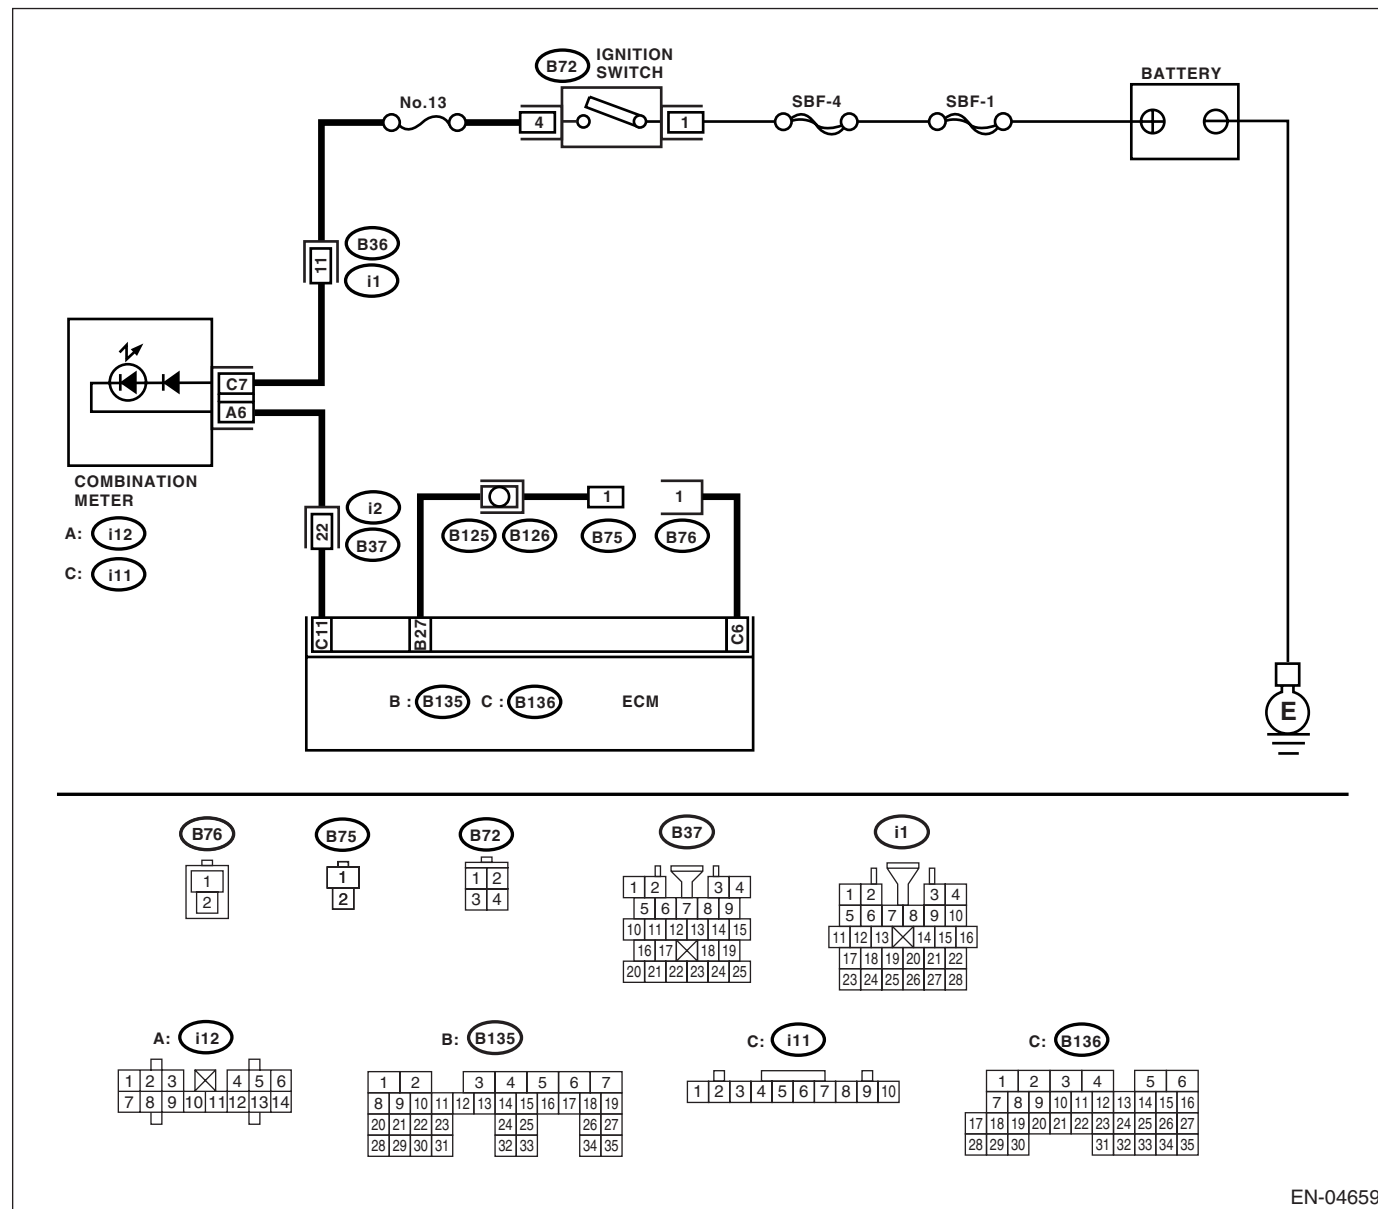 IGNITION
SWITCH
B72
BATTERY
No.13
SBF-4
SBF-1
4
1
B36
11
i1
C7
A6
COMBINATION
METER
A: i12
C: i11
i2
22
B37
1
1
B125
B126
B75
B76
C11
B27
C6
B : B135 C : B136 ECM
E
B76
B75
B72
B37
i1
1
2
1
2
1 2
3 4
1 2 3 4
5 6 7 8 9
10 11 12 13 14 15
16 17 18 19
20 21 22 23 24 25
1 2 3 4
5 6 7 8 9 10
11 12 13 14 15 16
17 18 19 20 21 22
23 24 25 26 27 28
A: i12
B: B135
C: i11
C: B136
1 2 3 4 5 6
7 8 9 10 11 12 13 14
1 2 3 4 5 6 7
8 9 10 11 12 13 14 15 16 17 18 19
20 21 22 23 24 25 26 27
28 29 30 31 32 33 34 35
1 2 3 4 5 6 7 8 9 10
1 2 3 4 5 6
7 8 9 10 11 12 13 14 15 16
17 18 19 20 21 22 23 24 25 26 27
28 29 30 31 32 33 34 35
EN-04659